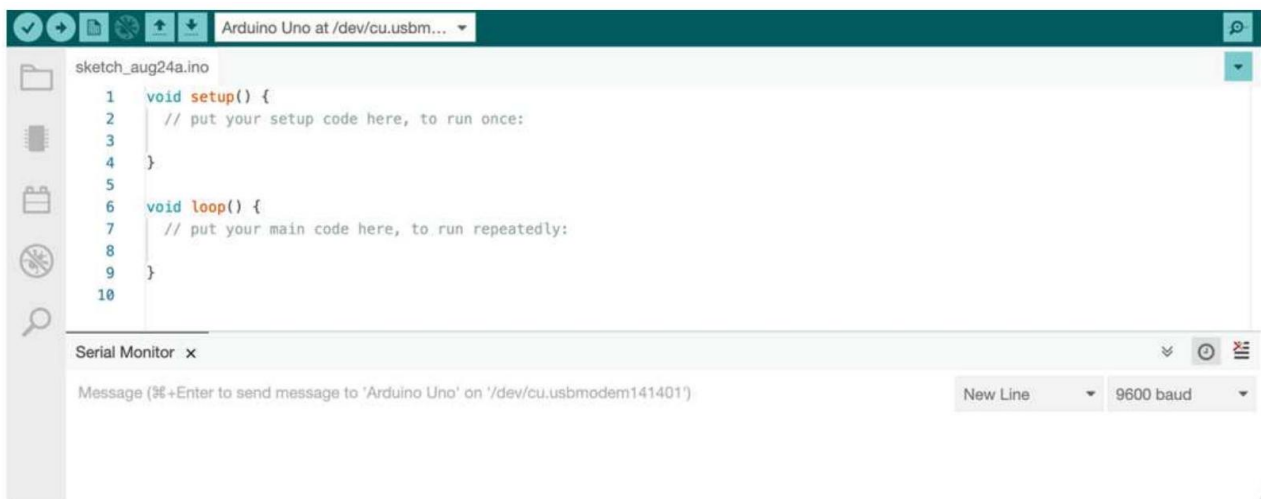 Arduino Uno at /dev/cu.usbm...
sketch_aug24a.ino
1 void setup() {
2 // put your setup code here, to run once:
3
4 }
5
6 void loop() {
7 // put your main code here, to run repeatedly:
8
9 }
10
Serial Monitor x
Message (⌘+Enter to send message to 'Arduino Uno' on '/dev/cu.usbmodem141401') New Line 9600 baud